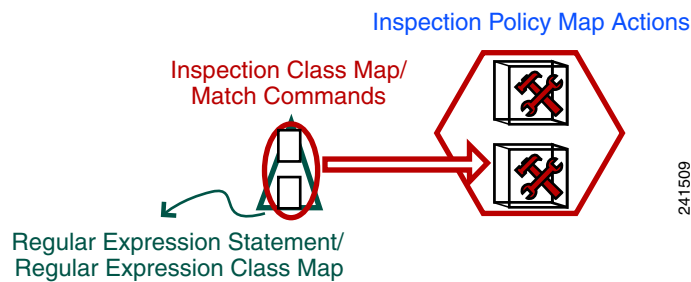 Inspection Policy Map Actions
Inspection Class Map/
Match Commands
241509
Regular Expression Statement/
Regular Expression Class Map